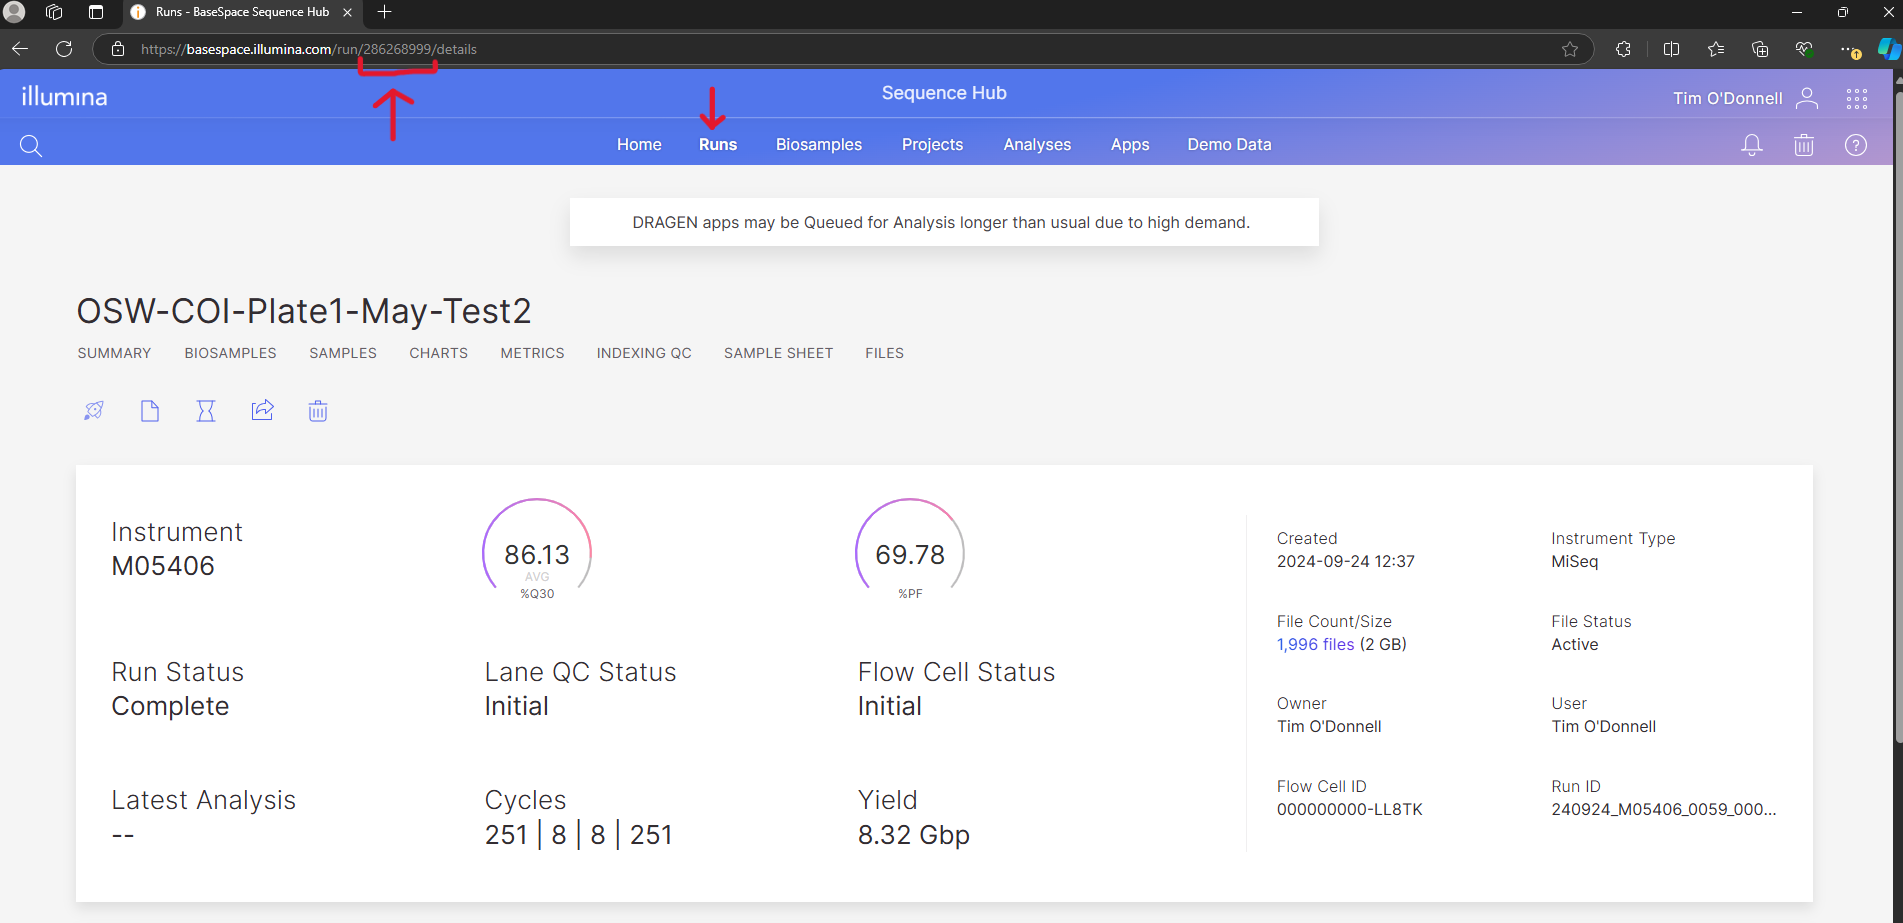 Runs - BaseSpace Sequence Hub
https://basespace.illumina.com/run/286268999/details
illumina
Sequence Hub
Tim O'Donnell
Home Runs Biosamples Projects Analyses Apps Demo Data
DRAGEN apps may be Queued for Analysis longer than usual due to high demand.
OSW-COI-Plate1-May-Test2
SUMMARY BIOSAMPLES SAMPLES CHARTS METRICS INDEXING QC SAMPLE SHEET FILES
Instrument
M05406
86.13
AVG
%Q30
69.78
%PF
Run Status
Complete
Lane QC Status
Initial
Flow Cell Status
Initial
Latest Analysis
--
Cycles
251 | 8 | 8 | 251
Yield
8.32 Gbp
Created
2024-09-24 12:37
Instrument Type
MiSeq
File Count/Size
1,996 files (2 GB)
File Status
Active
Owner
Tim O'Donnell
User
Tim O'Donnell
Flow Cell ID
000000000-LL8TK
Run ID
240924_M05406_0059_000...